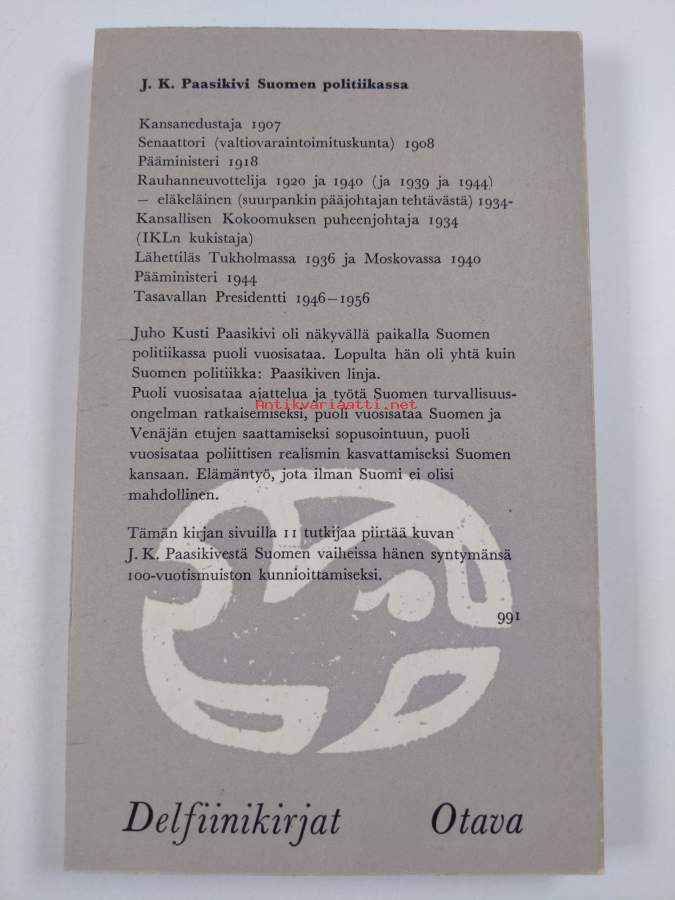 J. K. Paasikivi Suomen politiikassa
Kansanedustaja 1907
Senaattori (valtiovaraintoimituskunta) 1908
Pääministeri 1918
Rauhanneuvottelija 1920 ja 1940 (ja 1939 ja 1944)
— eläkeläinen (suurpankin pääjohtajan tehtävästä) 1934-
Kansallisen Kokoomuksen puheenjohtaja 1934
(IKLn kukistaja)
Lähettiläs Tukholmassa 1936 ja Moskovassa 1940
Pääministeri 1944
Tasavallan Presidentti 1946–1956
Juho Kusti Paasikivi oli näkyvällä paikalla Suomen
politiikassa puoli vuosisataa. Lopulta hän oli yhtä kuin
Suomen politiikka: Paasikiven linja.
Puoli vuosisataa ajattelua ja työtä Suomen turvallisuus-
ongelman ratkaisemiseksi, puoli vuosisataa Suomen ja
Antikvariaatti.net
Venäjän etujen saattamiseksi sopusointuun, puoli
vuosisataa poliittisen realismin kasvattamiseksi Suomen
kansaan. Elämäntyö, jota ilman Suomi ei olisi
mahdollinen.
Tämän kirjan sivuilla 11 tutkijaa piirtää kuvan
J. K. Paasikivestä Suomen vaiheissa hänen syntymänsä
100-vuotismuiston kunnioittamiseksi.
991
Delfiinikirjat Otava